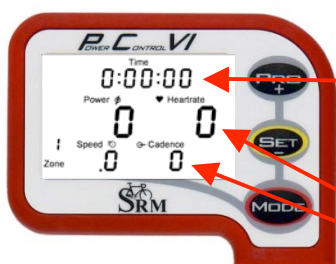 POWER CONTROL VI
Time
0:00:00
PRO
+
Power ø ♥ Heartrate
0 0
SET
-
1 Speed Cadence
Zone .0 0
SRM
MODE